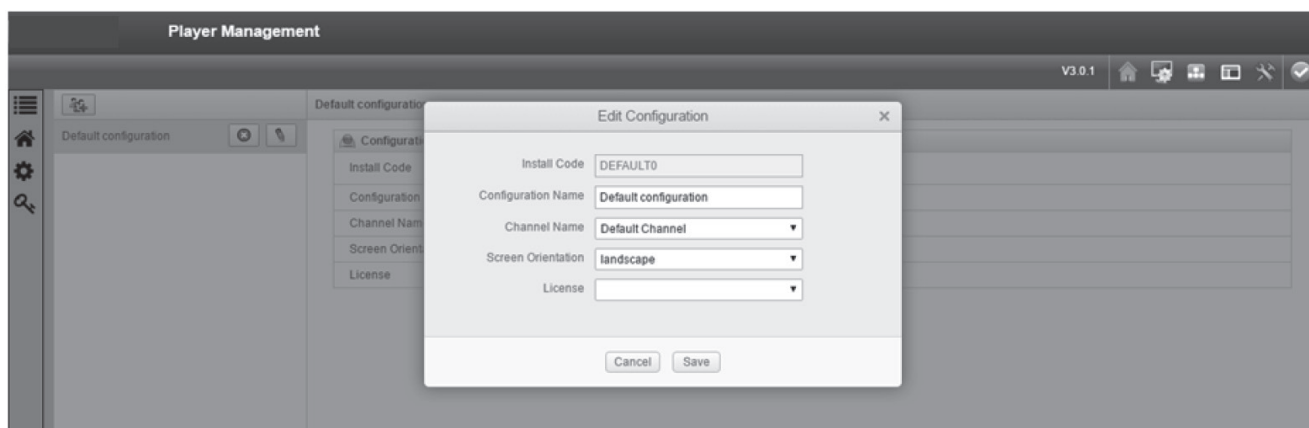 Player Management
V3.0.1
Default configuration
Default configuratio
Configurati
Install Code
Configuration
Channel Nam
Screen Orient
License
Edit Configuration
Install Code DEFAULT0
Configuration Name Default configuration
Channel Name Default Channel
Screen Orientation landscape
License
Cancel Save